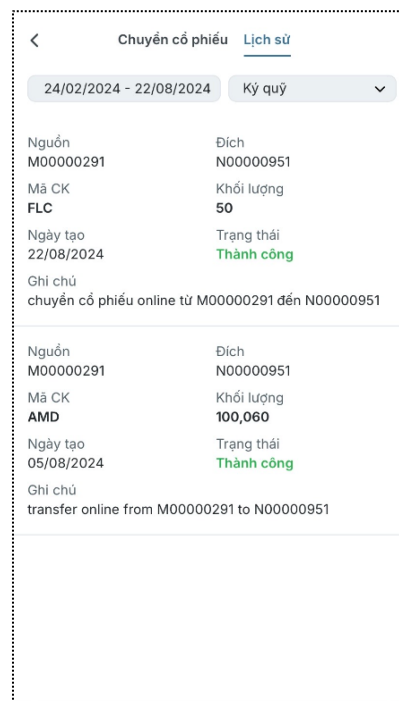 Chuyển cổ phiếu Lịch sử
24/02/2024 - 22/08/2024 Ký quỹ
Nguồn Đích
M00000291 N00000951
Mã CK Khối lượng
FLC 50
Ngày tạo Trạng thái
22/08/2024 Thành công
Ghi chú
chuyển cổ phiếu online từ M00000291 đến N00000951
Nguồn Đích
M00000291 N00000951
Mã CK Khối lượng
AMD 100,060
Ngày tạo Trạng thái
05/08/2024 Thành công
Ghi chú
transfer online from M00000291 to N00000951